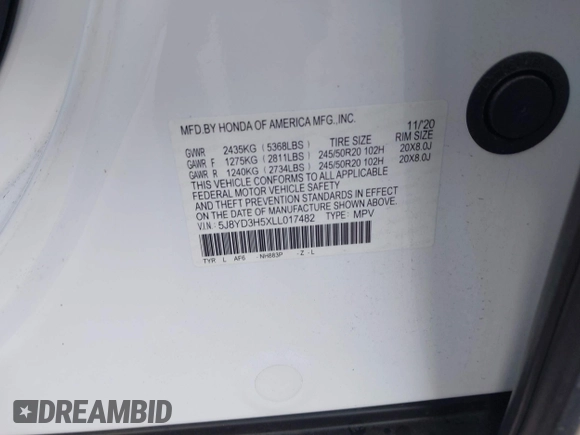 MFD.BY HONDA OF AMERICA MFG.,INC. 11/20
GVWR 2435KG (5368LBS) TIRE SIZE RIM SIZE
GAWR F 1275KG (2811LBS) 245/50R20 102H 20X8.0J
GAWR R 1240KG (2734LBS) 245/50R20 102H 20X8.0J
THIS VEHICLE CONFORMS TO ALL APPLICABLE
FEDERAL MOTOR VEHICLE SAFETY
AND THEFT PREVENTION STANDARDS IN EFFECT
ON THE DATE OF MANUFACTURE SHOWN ABOVE.
V.I.N: 5J8YD3H5XLL017482 TYPE: MPV
TYR L AF6 -NH883P -Z -L
DREAMBID